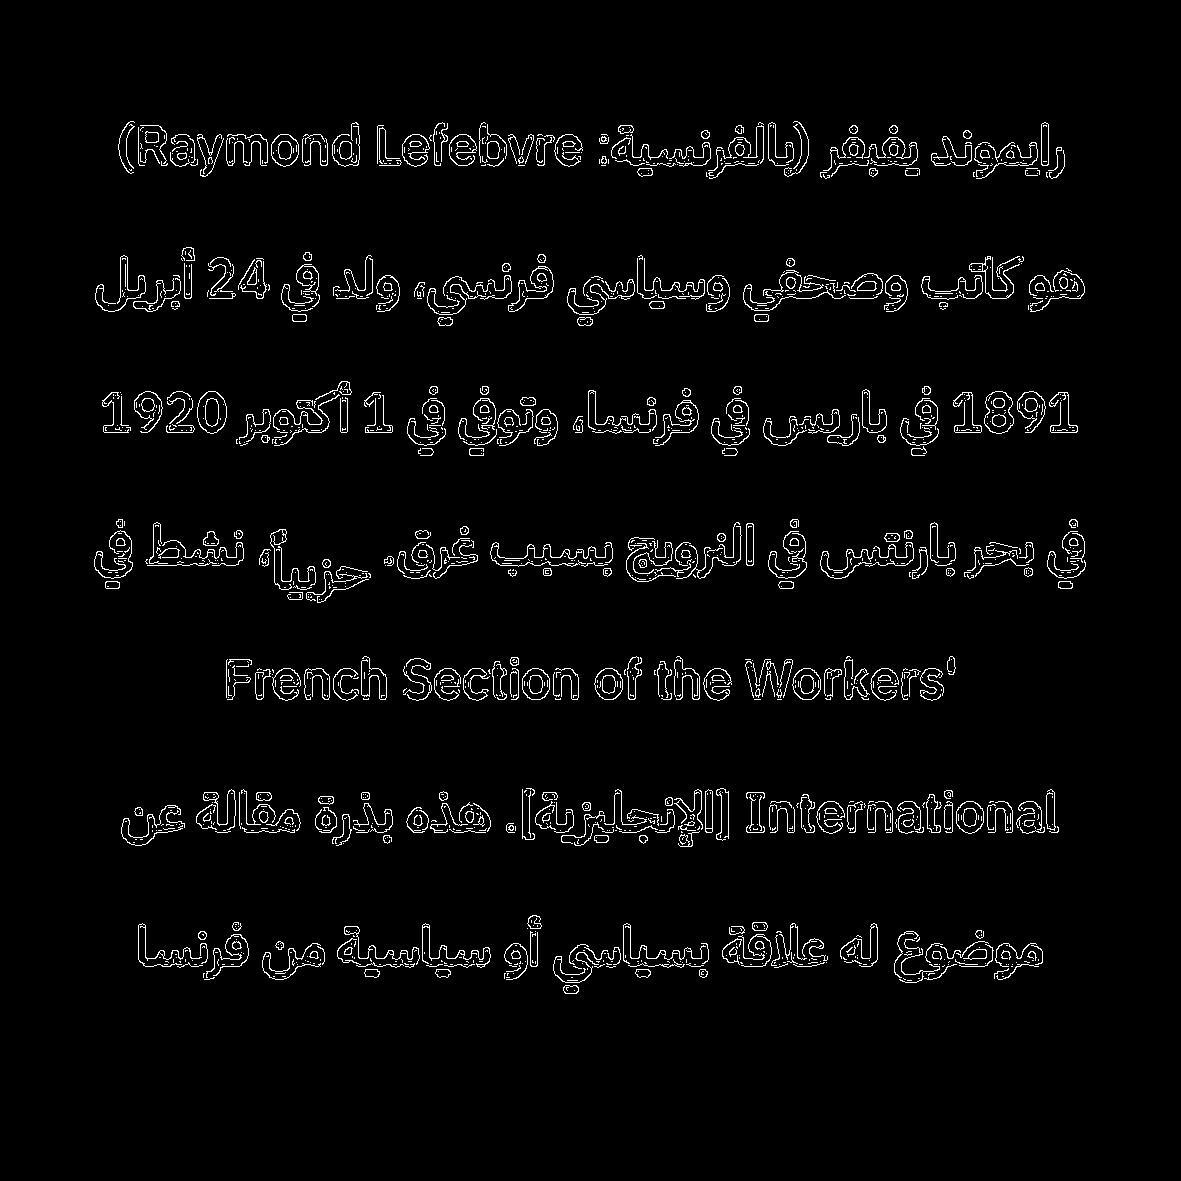 رايموند يفبفر (بالفرنسية: Raymond Lefebvre)
هو كاتب وصحفي وسياسي فرنسي، ولد في 24 أبريل
1891 في باريس في فرنسا، وتوفي في 1 أكتوبر 1920
في بحر بارنتس في النرويج بسبب غرق. حزبياً، نشط في
French Section of the Workers'
International [الإنجليزية]. هذه بذرة مقالة عن
موضوع له علاقة بسياسي أو سياسية من فرنسا